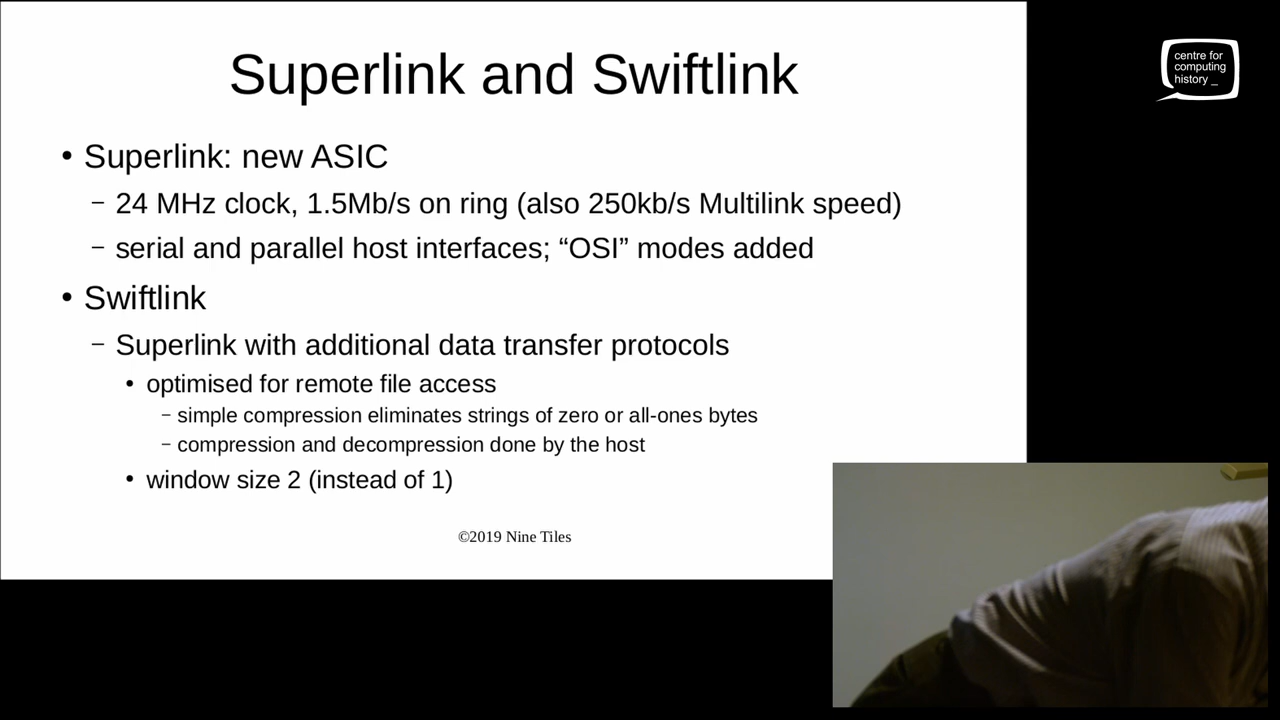 Superlink and Swiftlink
• Superlink: new ASIC
– 24 MHz clock, 1.5Mb/s on ring (also 250kb/s Multilink speed)
– serial and parallel host interfaces; “OSI” modes added
• Swiftlink
– Superlink with additional data transfer protocols
• optimised for remote file access
– simple compression eliminates strings of zero or all-ones bytes
– compression and decompression done by the host
• window size 2 (instead of 1)
©2019 Nine Tiles
centre for
computing
history _